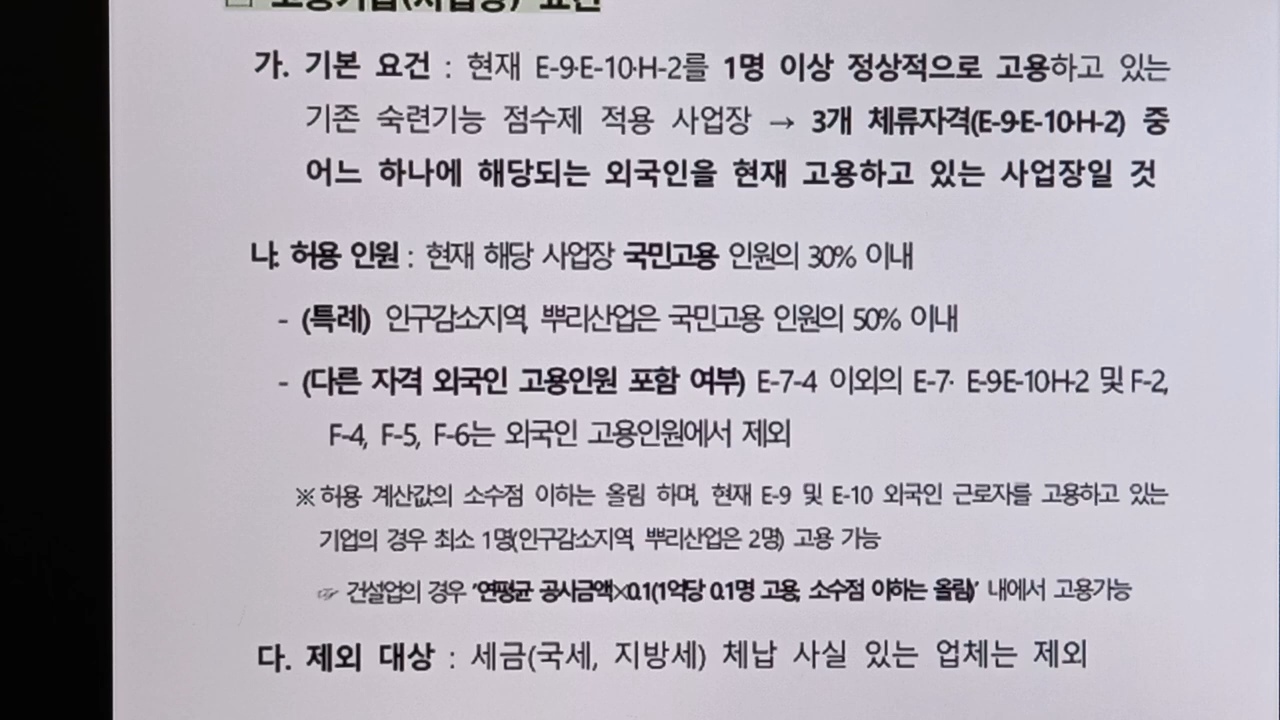 □ 고용기업(사업장) 요건
가. 기본 요건 : 현재 E-9·E-10·H-2를 1명 이상 정상적으로 고용하고 있는
기존 숙련기능 점수제 적용 사업장 → 3개 체류자격(E-9·E-10·H-2) 중
어느 하나에 해당되는 외국인을 현재 고용하고 있는 사업장일 것
나. 허용 인원 : 현재 해당 사업장 국민고용 인원의 30% 이내
- (특례) 인구감소지역, 뿌리산업은 국민고용 인원의 50% 이내
- (다른 자격 외국인 고용인원 포함 여부) E-7-4 이외의 E-7· E-9·E-10·H-2 및 F-2,
F-4, F-5, F-6는 외국인 고용인원에서 제외
※ 허용 계산값의 소수점 이하는 올림 하며, 현재 E-9 및 E-10 외국인 근로자를 고용하고 있는
기업의 경우 최소 1명(인구감소지역, 뿌리산업은 2명) 고용 가능
☞ 건설업의 경우 '연평균 공사금액×0.1(1억당 0.1명 고용, 소수점 이하는 올림)' 내에서 고용가능
다. 제외 대상 : 세금(국세, 지방세) 체납 사실 있는 업체는 제외